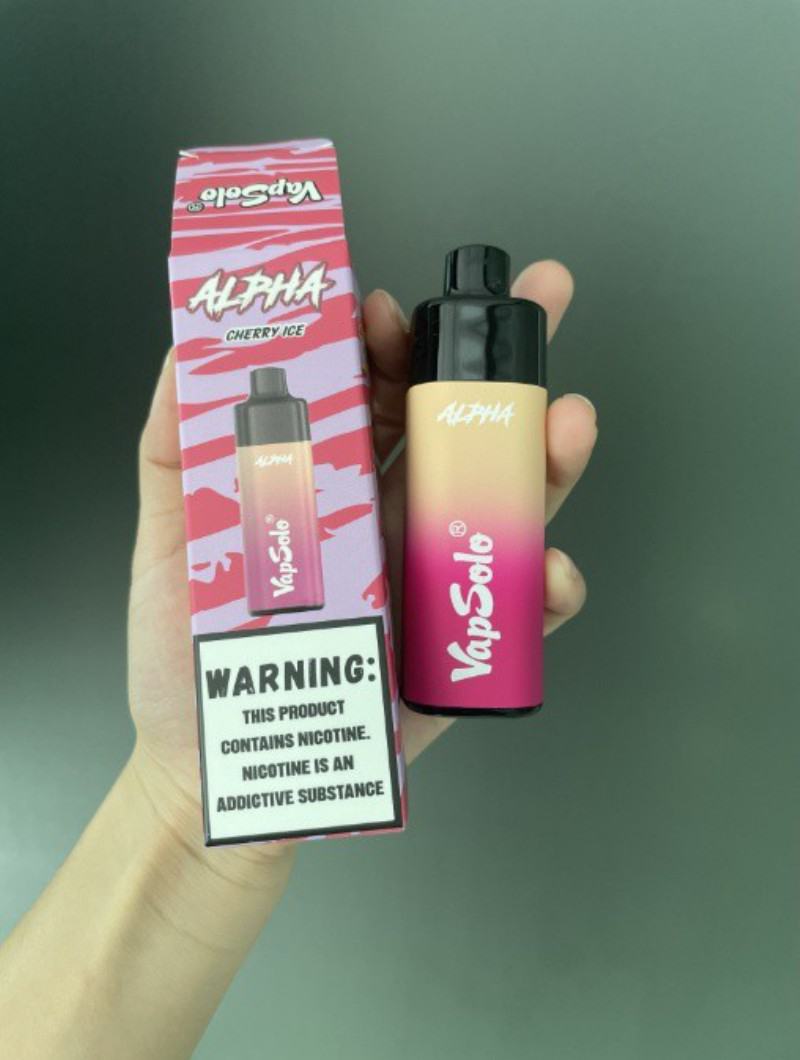 VapSolo®
ALPHA
CHERRY ICE
ALPHA
VapSolo®
WARNING:
THIS PRODUCT
CONTAINS NICOTINE.
NICOTINE IS AN
ADDICTIVE SUBSTANCE
ALPHA
VapSolo®